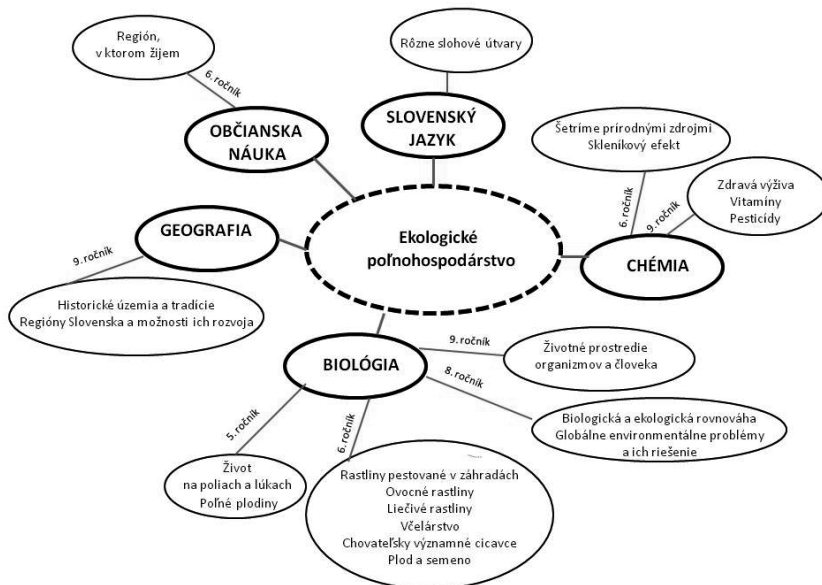 Región,
v ktorom žijem
6. ročník
OBČIANSKA
NÁUKA
Rôzne slohové útvary
SLOVENSKÝ
JAZYK
Šetríme prírodnými zdrojmi
Skleníkový efekt
6. ročník
Zdravá výživa
Vitamíny
Pesticídy
9. ročník
CHÉMIA
Ekologické
poľnohospodárstvo
GEOGRAFIA
9. ročník
Historické územia a tradície
Regióny Slovenska a možnosti ich rozvoja
BIOLÓGIA
9. ročník
Životné prostredie
organizmov a človeka
8. ročník
Biologická a ekologická rovnováha
Globálne environmentálne problémy
a ich riešenie
5. ročník
Život
na poliach a lúkach
Poľné plodiny
6. ročník
Rastliny pestované v záhradách
Ovocné rastliny
Liečivé rastliny
Včelárstvo
Chovateľsky významné cicavce
Plod a semeno